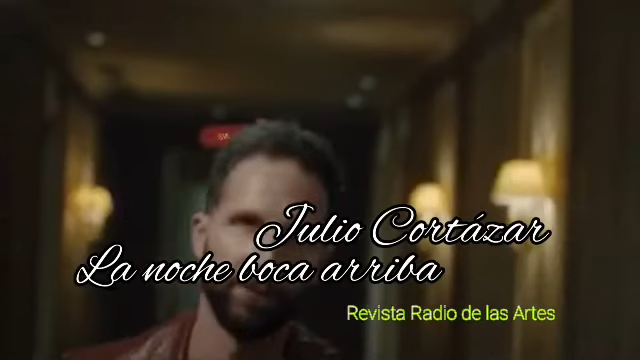 Julio Cortázar
La noche boca arriba
Revista Radio de las Artes